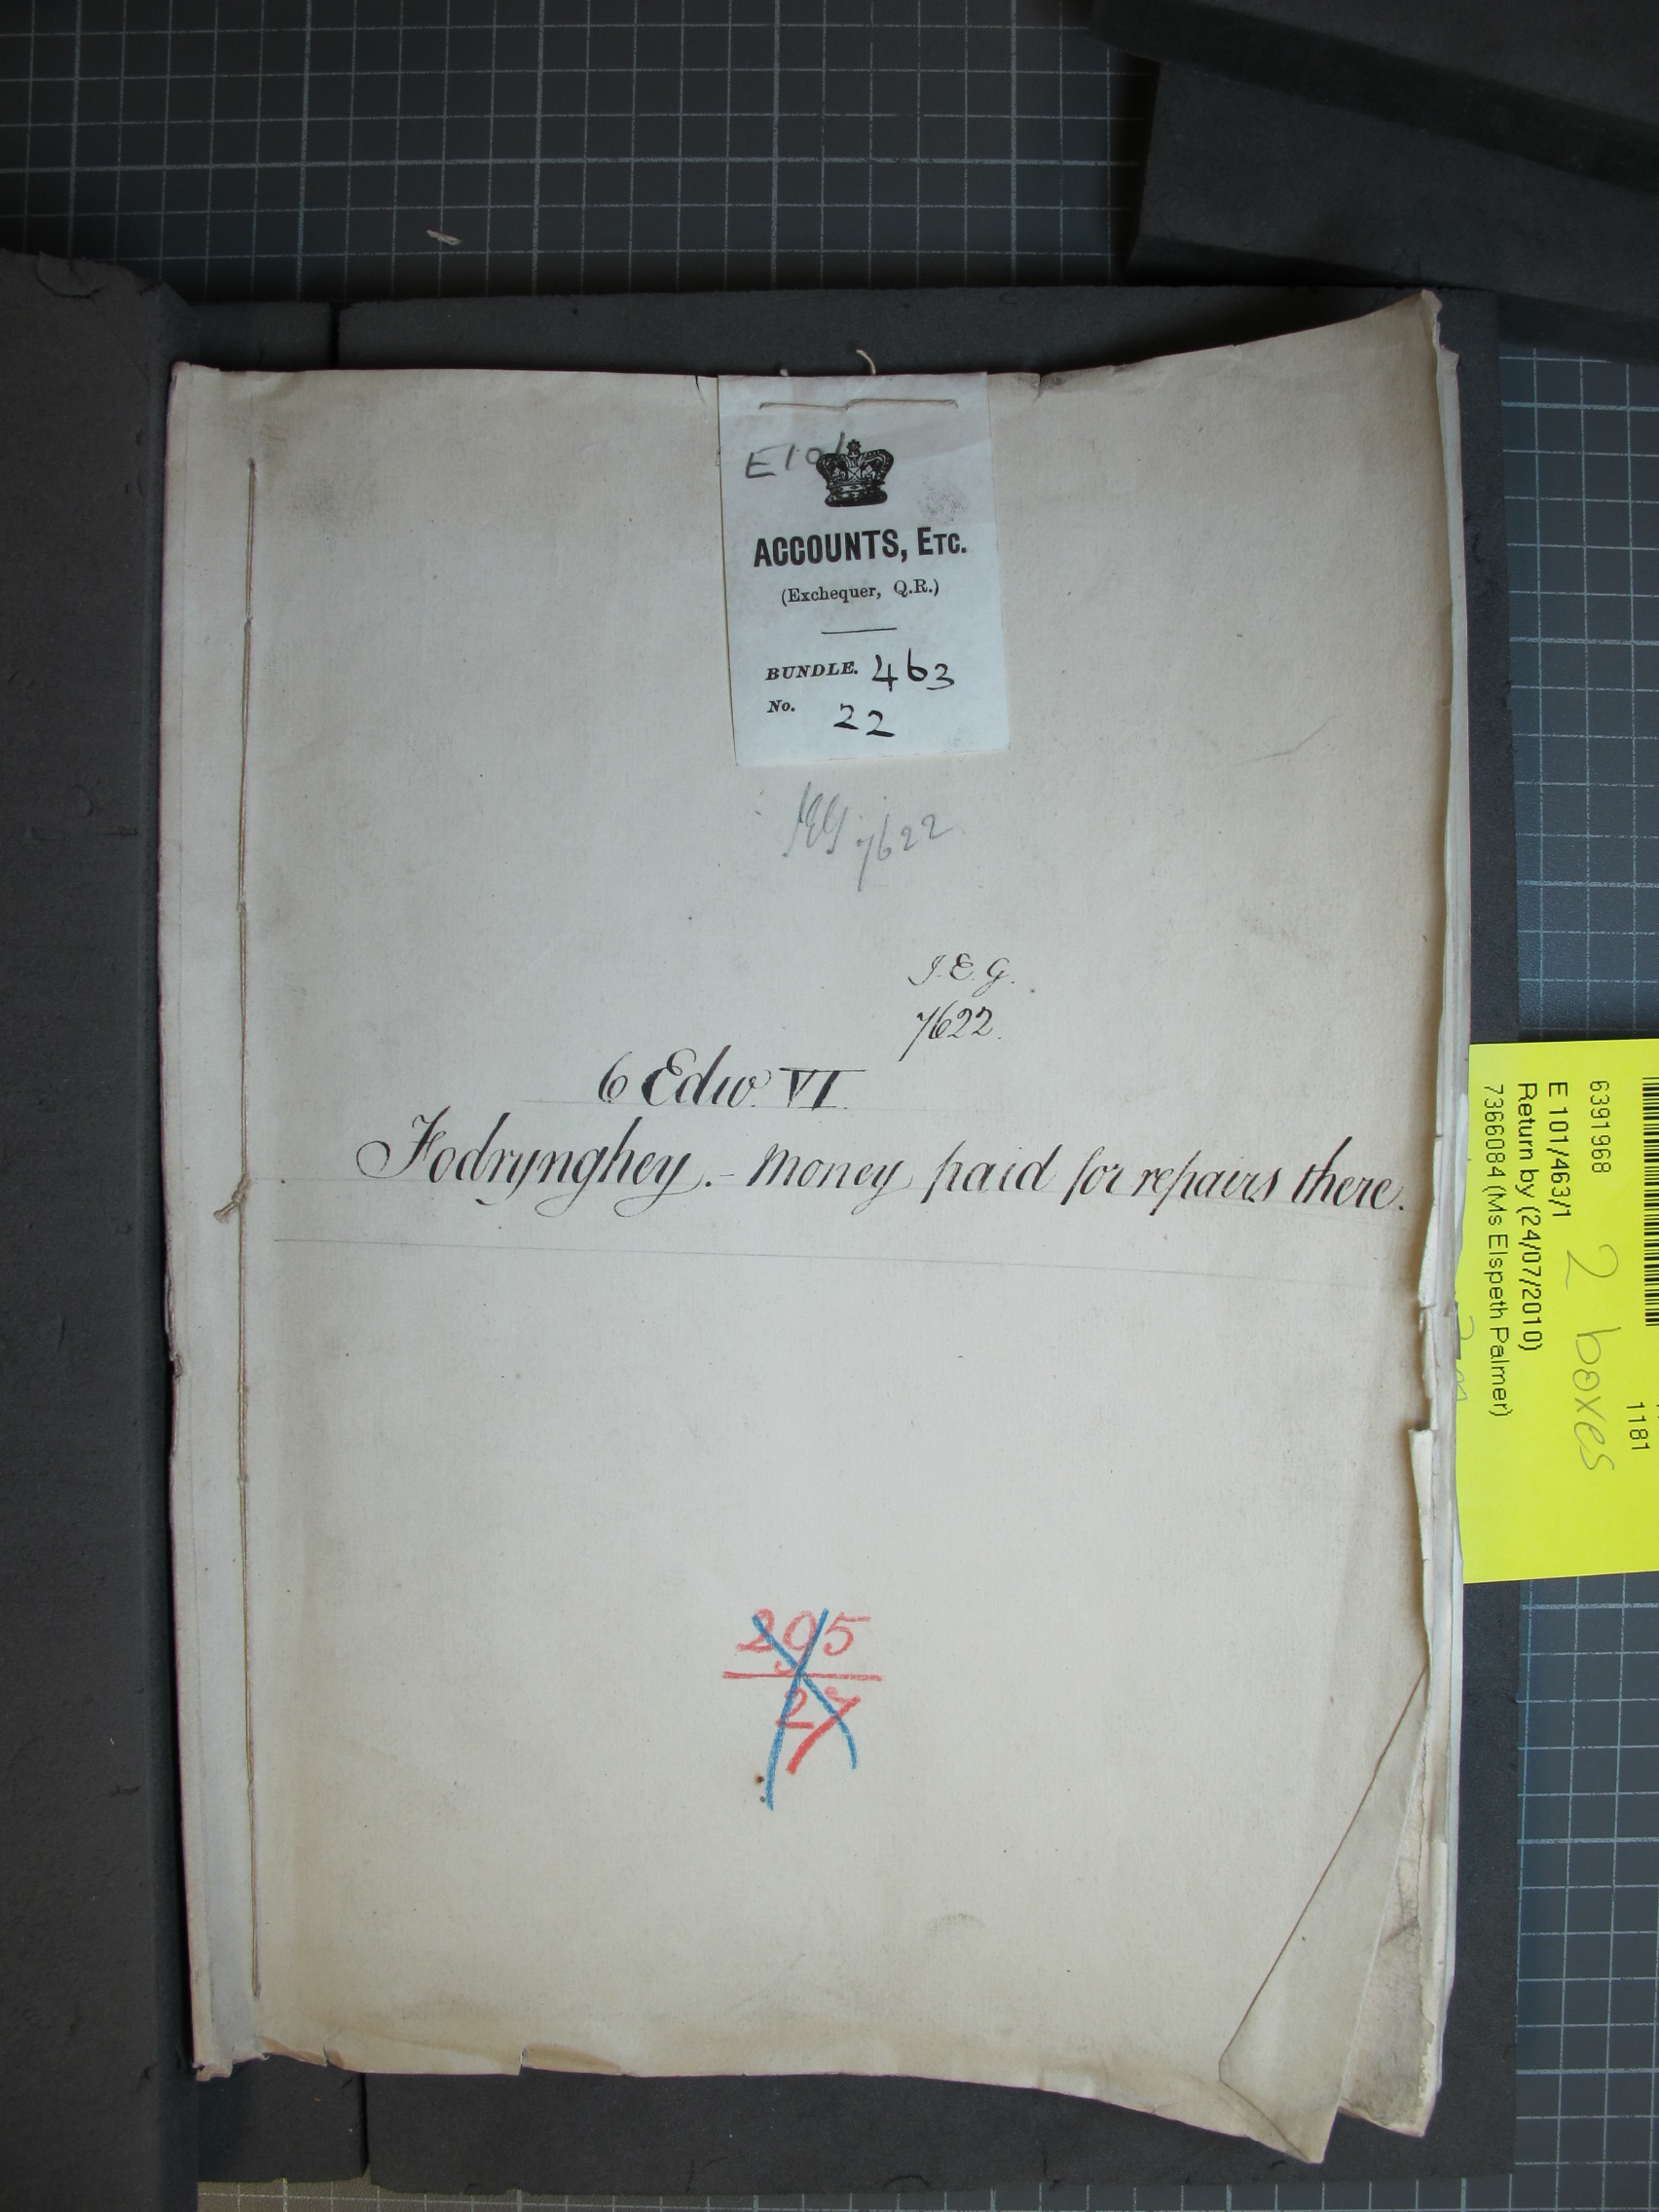 E101
ACCOUNTS, ETC.
(Exchequer, Q.R.)
BUNDLE. 463
No. 22
7622
J.E.G.
7622.
6 Edw. VI.
Fodrynghey. – Money paid for repairs there.
295
27
1181
6391968
2 boxes
E 101/463/1
Return by (24/07/2010)
7366084 (Ms Elspeth Palmer)